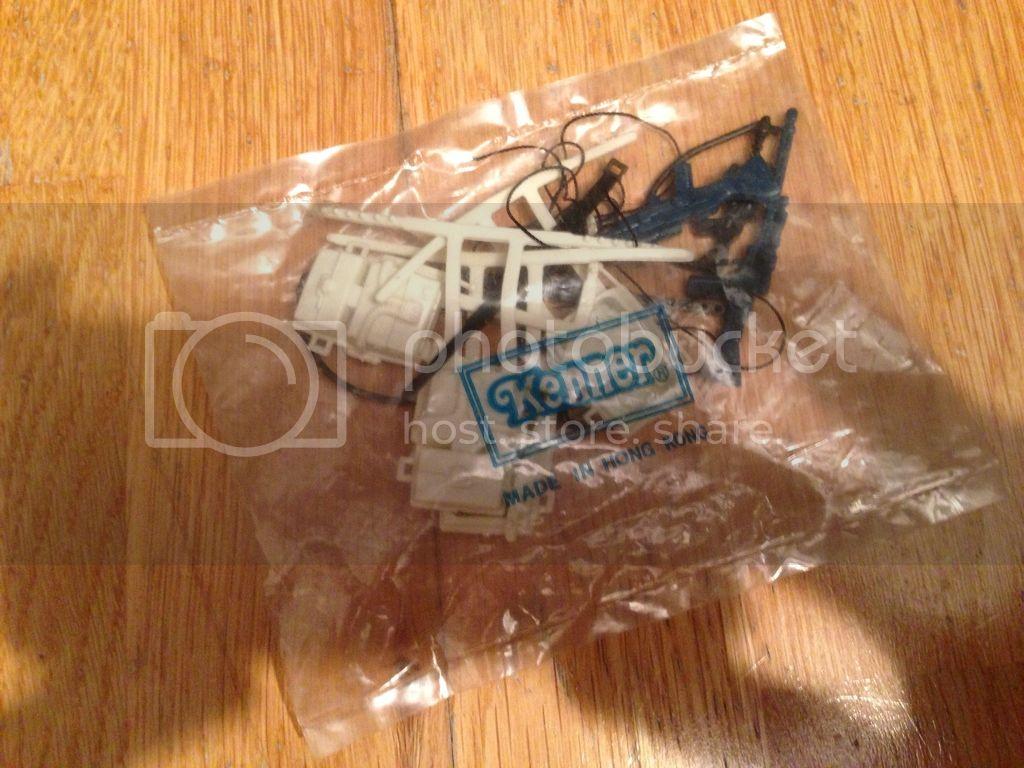 photobucket
Kenner®
host. store. share.
MADE IN HONG KONG